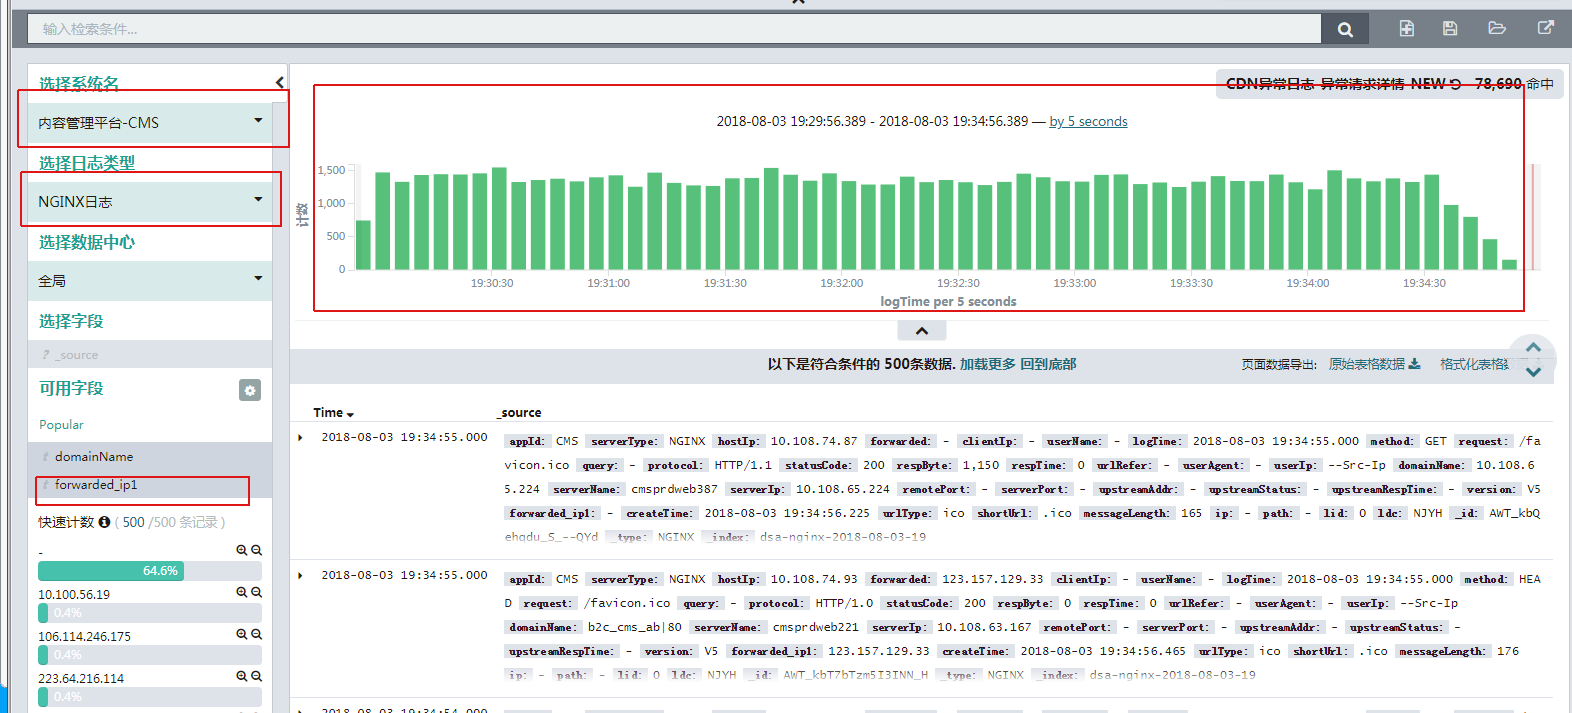 输入检索条件...
选择系统名
内容管理平台-CMS
选择日志类型
NGINX日志
选择数据中心
全局
选择字段
? _source
可用字段
Popular
t domainName
t forwarded_ip1
快速计数 ( 500 /500 条记录 )
-
64.6%
10.100.56.19
0.4%
106.114.246.175
0.4%
223.64.216.114
0.4%
CDN异常日志-异常请求详情-NEW 78,690 命中
2018-08-03 19:29:56.389 - 2018-08-03 19:34:56.389 — by 5 seconds
计数
1,500
1,000
500
0
19:30:30 19:31:00 19:31:30 19:32:00 19:32:30 19:33:00 19:33:30 19:34:00 19:34:30
logTime per 5 seconds
以下是符合条件的 500条数据. 加载更多 回到底部
页面数据导出: 原始表格数据 格式化表格
Time _source
2018-08-03 19:34:55.000
appId: CMS serverType: NGINX hostIp: 10.108.74.87 forwarded: - clientIp: - userName: - logTime: 2018-08-03 19:34:55.000 method: GET request: /fa
vicon.ico query: - protocol: HTTP/1.1 statusCode: 200 respByte: 1,150 respTime: 0 urlRefer: - userAgent: - userIp: --Src-Ip domainName: 10.108.6
5.224 serverName: cmsprdweb387 serverIp: 10.108.65.224 remotePort: - serverPort: - upstreamAddr: - upstreamStatus: - upstreamRespTime: - version: V5
forwarded_ip1: - createTime: 2018-08-03 19:34:56.225 urlType: ico shortUrl: .ico messageLength: 165 ip: - path: - lid: 0 ldc: NJYH _id: AWT_kbQ
ehqdu_S_--QYd _type: NGINX _index: dsa-nginx-2018-08-03-19
2018-08-03 19:34:55.000
appId: CMS serverType: NGINX hostIp: 10.108.74.93 forwarded: 123.157.129.33 clientIp: - userName: - logTime: 2018-08-03 19:34:55.000 method: HEA
D request: /favicon.ico query: - protocol: HTTP/1.0 statusCode: 200 respByte: 0 respTime: 0 urlRefer: - userAgent: - userIp: --Src-Ip
domainName: b2c_cms_ab|80 serverName: cmsprdweb221 serverIp: 10.108.63.167 remotePort: - serverPort: - upstreamAddr: - upstreamStatus: -
upstreamRespTime: - version: V5 forwarded_ip1: 123.157.129.33 createTime: 2018-08-03 19:34:56.465 urlType: ico shortUrl: .ico messageLength: 176
ip: - path: - lid: 0 ldc: NJYH _id: AWT_kbT7bTzm5I3INN_H _type: NGINX _index: dsa-nginx-2018-08-03-19
2018-08-03 19:34:54.000